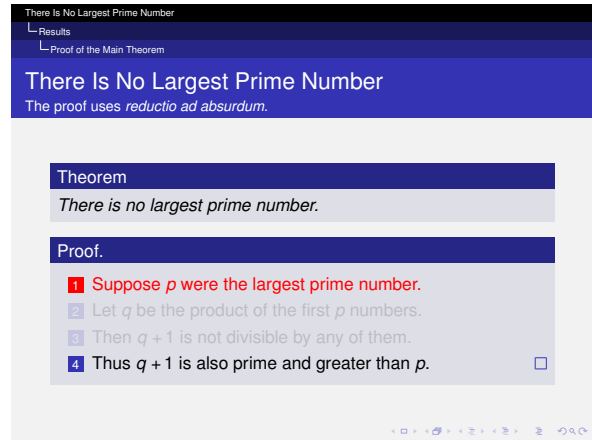 There Is No Largest Prime Number
Results
Proof of the Main Theorem
There Is No Largest Prime Number
The proof uses reductio ad absurdum.
Theorem
There is no largest prime number.
Proof.
1 Suppose p were the largest prime number.
2 Let q be the product of the first p numbers.
3 Then q + 1 is not divisible by any of them.
4 Thus q + 1 is also prime and greater than p.